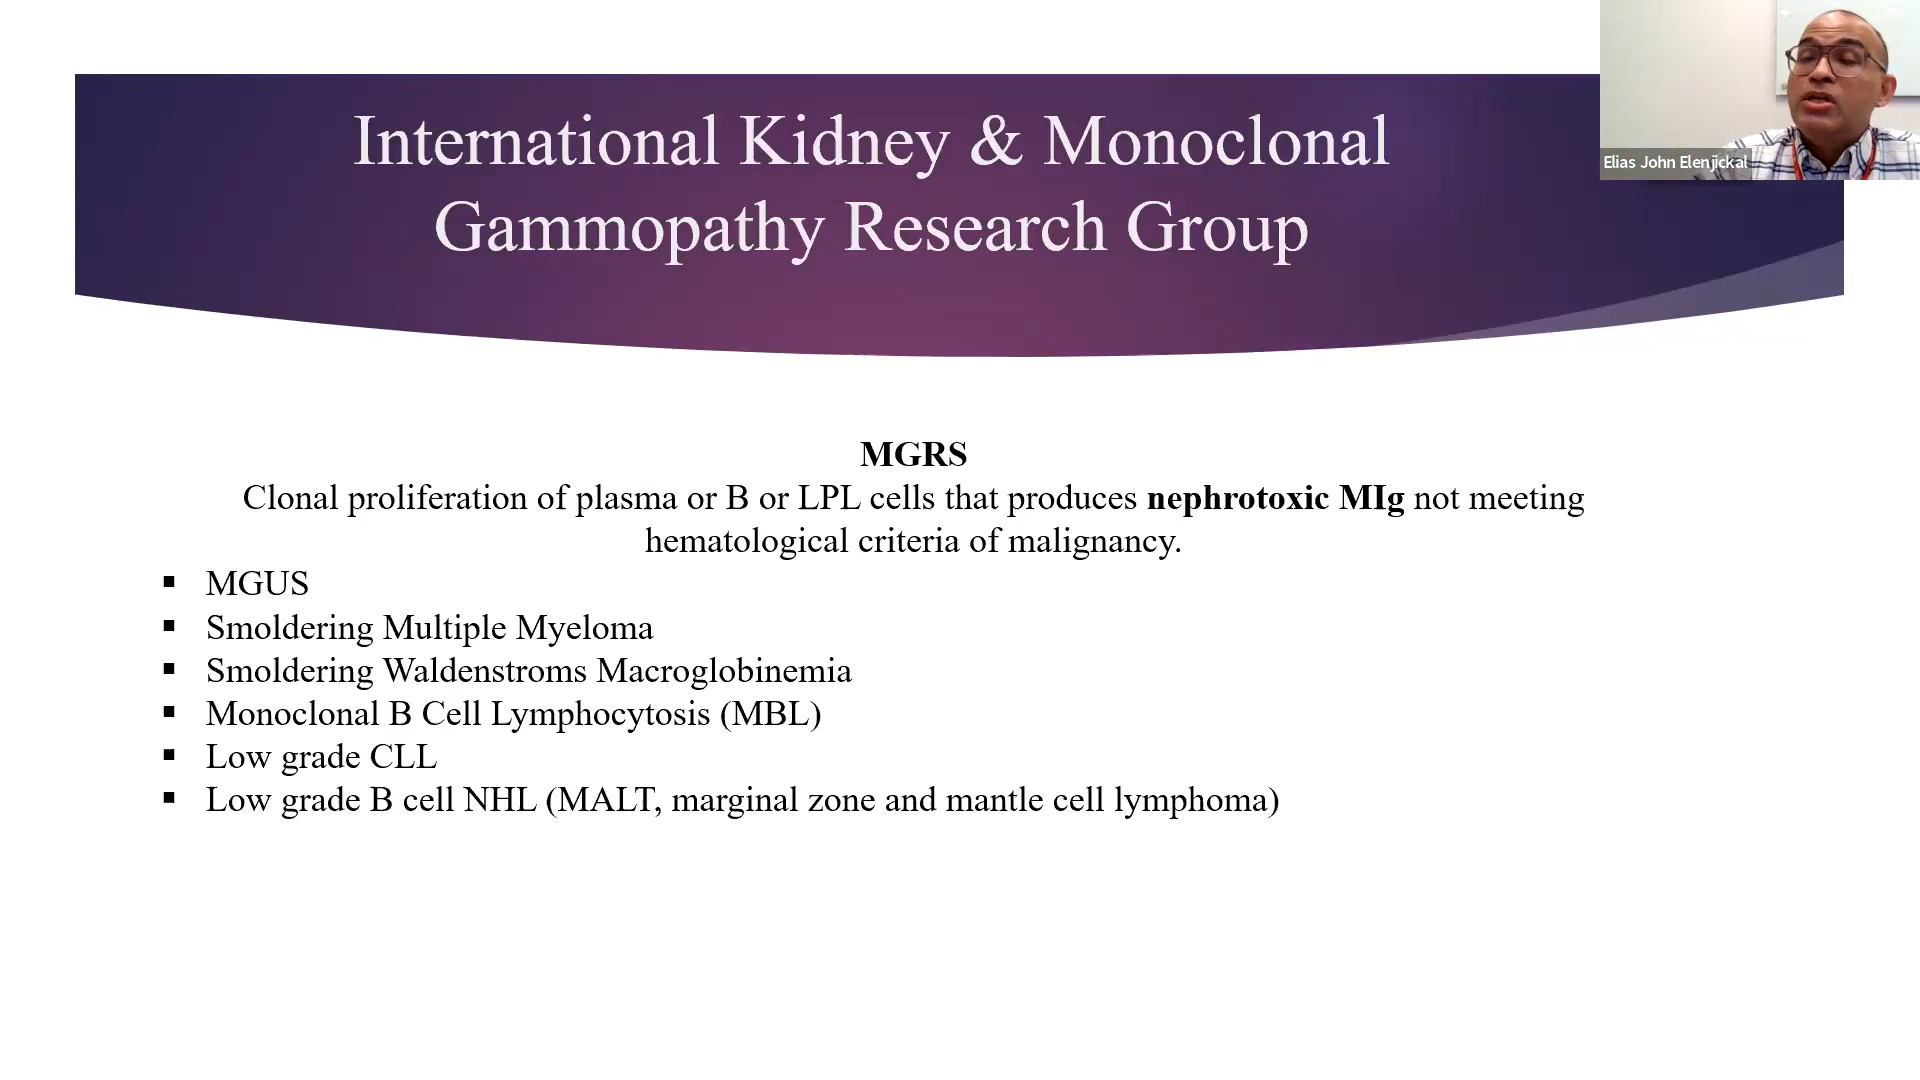 International Kidney & Monoclonal
Gammopathy Research Group
Elias John Elenjickal
MGRS
Clonal proliferation of plasma or B or LPL cells that produces nephrotoxic MIg not meeting
hematological criteria of malignancy.
▪ MGUS
▪ Smoldering Multiple Myeloma
▪ Smoldering Waldenstroms Macroglobinemia
▪ Monoclonal B Cell Lymphocytosis (MBL)
▪ Low grade CLL
▪ Low grade B cell NHL (MALT, marginal zone and mantle cell lymphoma)